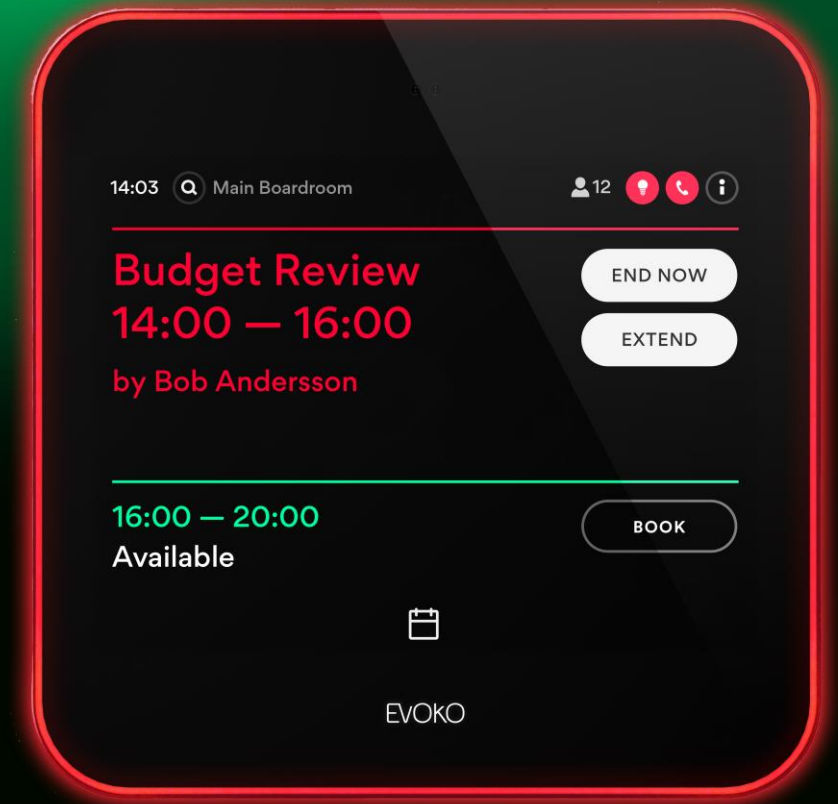 14:03 Main Boardroom 12
Budget Review
14:00 — 16:00
by Bob Andersson
END NOW
EXTEND
16:00 — 20:00
Available
BOOK
EVOKO